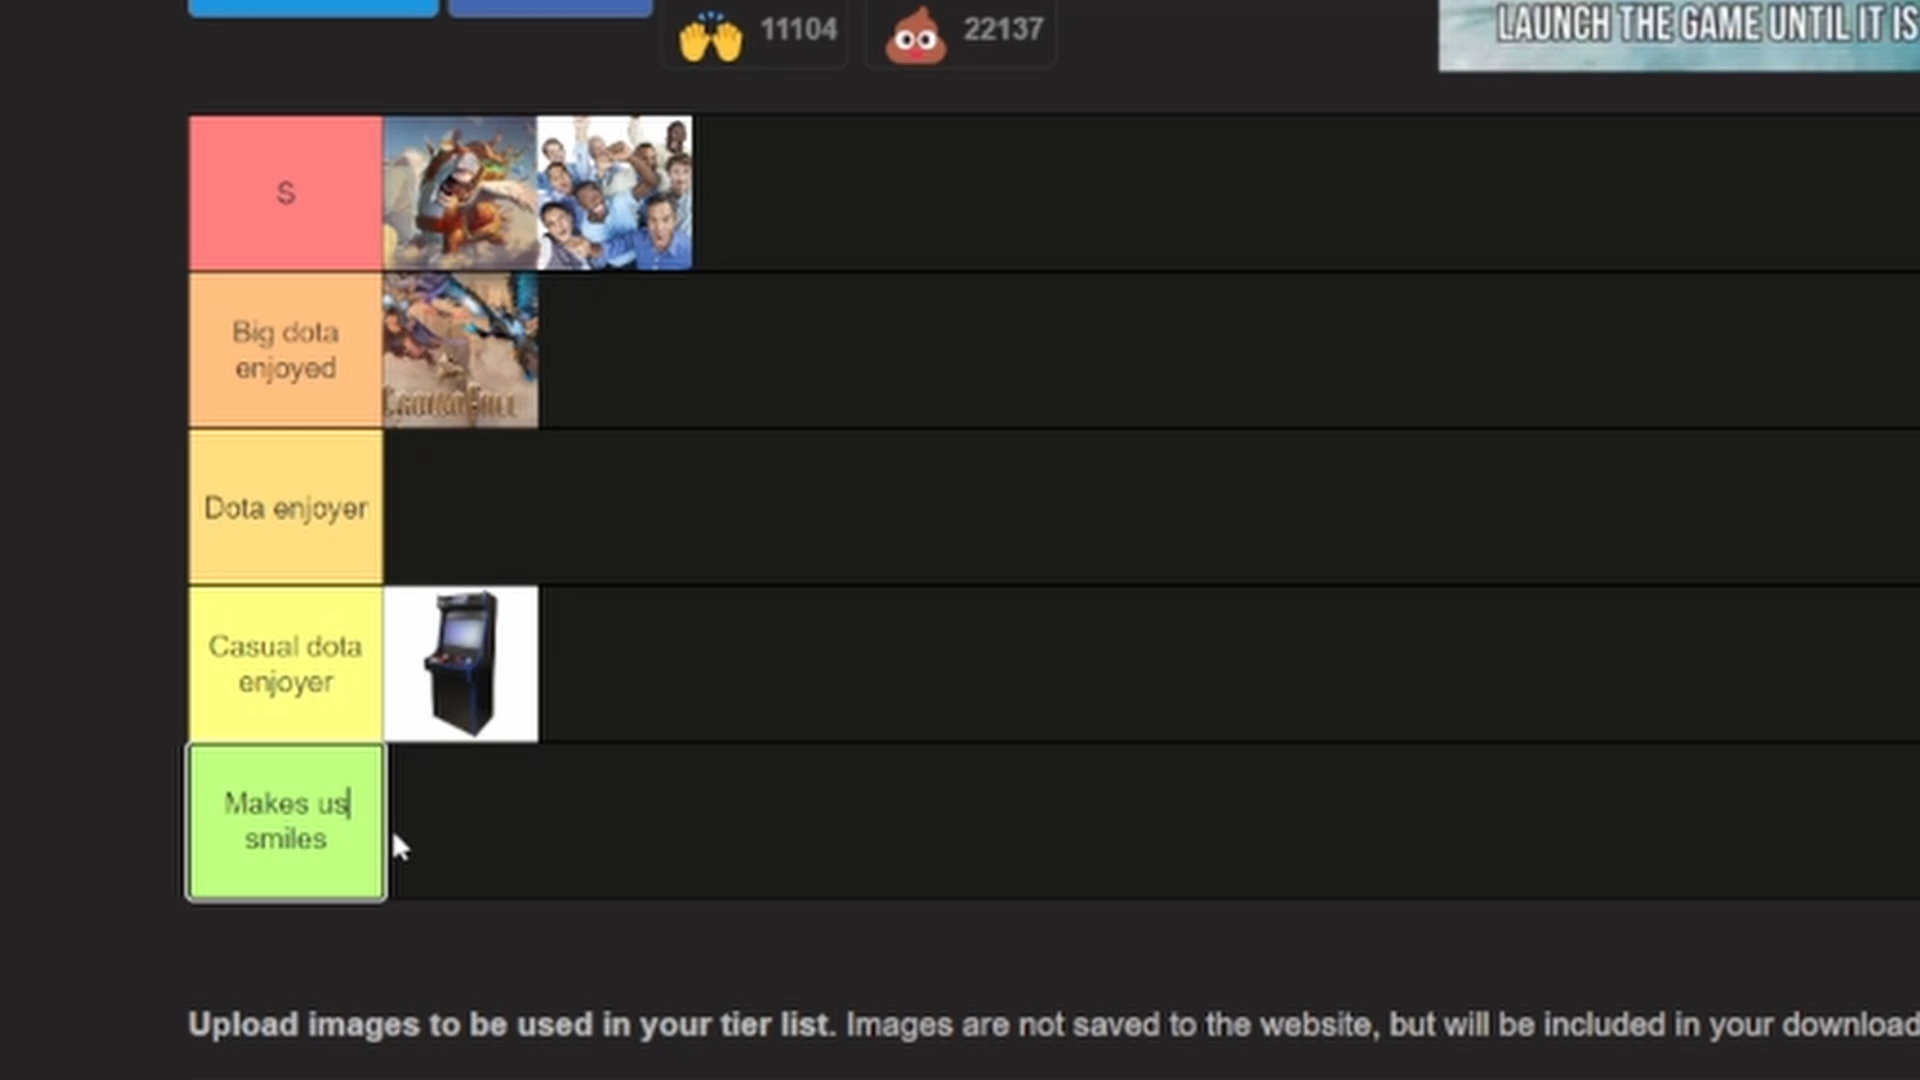 11104
22137
LAUNCH THE GAME UNTIL IT IS
S
Big dota
enjoyed
CROWNFALL
Dota enjoyer
Casual dota
enjoyer
Makes us
smiles
Upload images to be used in your tier list. Images are not saved to the website, but will be included in your download